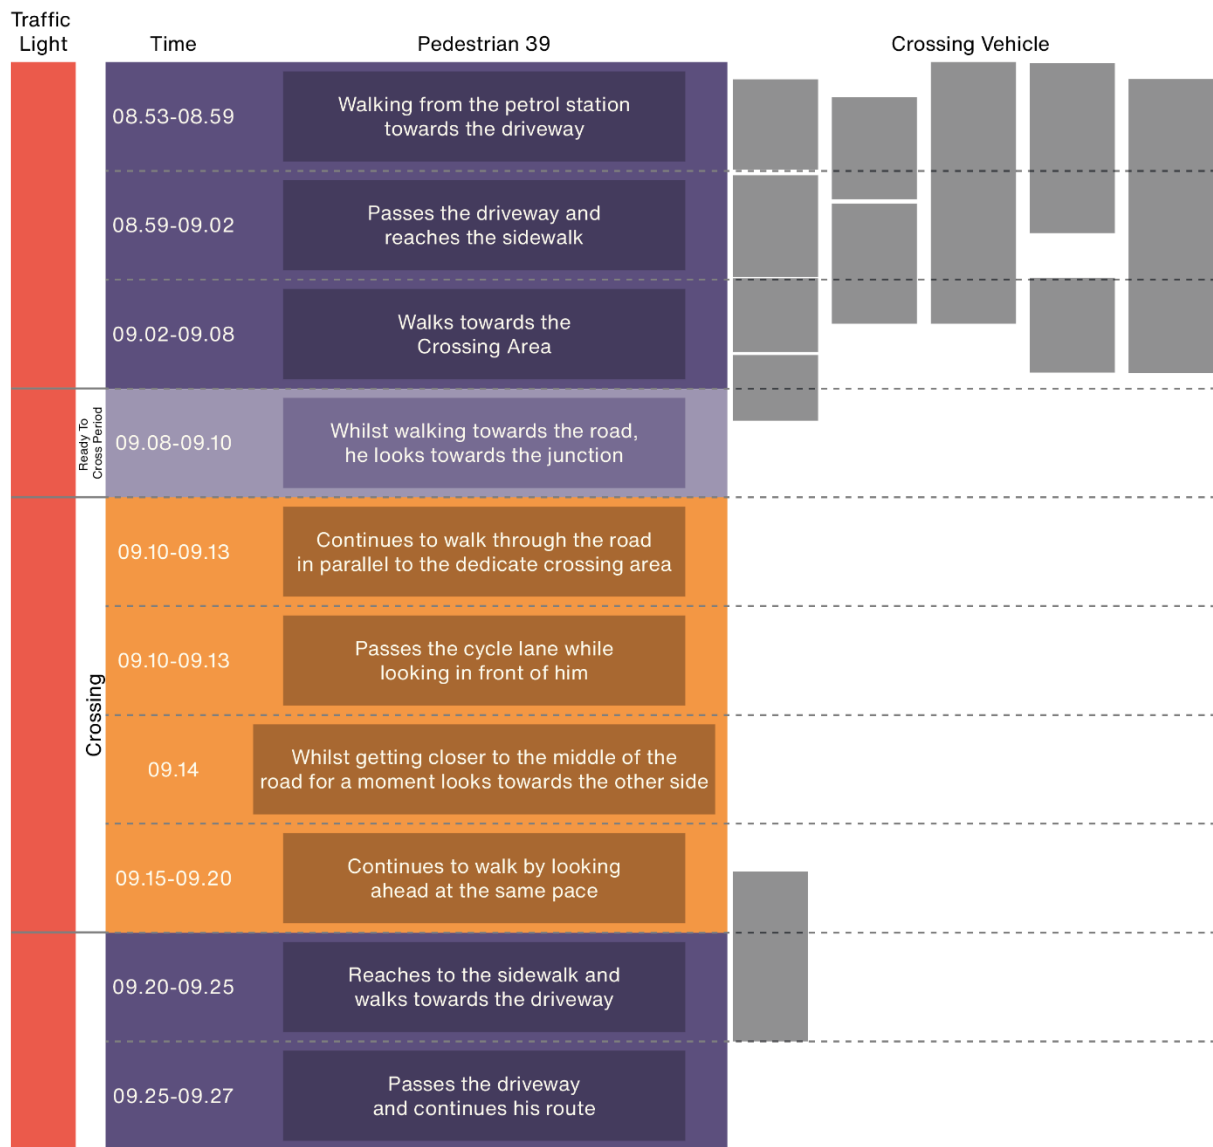 Traffic
Light
Time
Pedestrian 39
Crossing Vehicle
08.53-08.59
Walking from the petrol station
towards the driveway
08.59-09.02
Passes the driveway and
reaches the sidewalk
09.02-09.08
Walks towards the
Crossing Area
Ready To
Cross Period
09.08-09.10
Whilst walking towards the road,
he looks towards the junction
Crossing
09.10-09.13
Continues to walk through the road
in parallel to the dedicate crossing area
09.10-09.13
Passes the cycle lane while
looking in front of him
09.14
Whilst getting closer to the middle of the
road for a moment looks towards the other side
09.15-09.20
Continues to walk by looking
ahead at the same pace
09.20-09.25
Reaches to the sidewalk and
walks towards the driveway
09.25-09.27
Passes the driveway
and continues his route